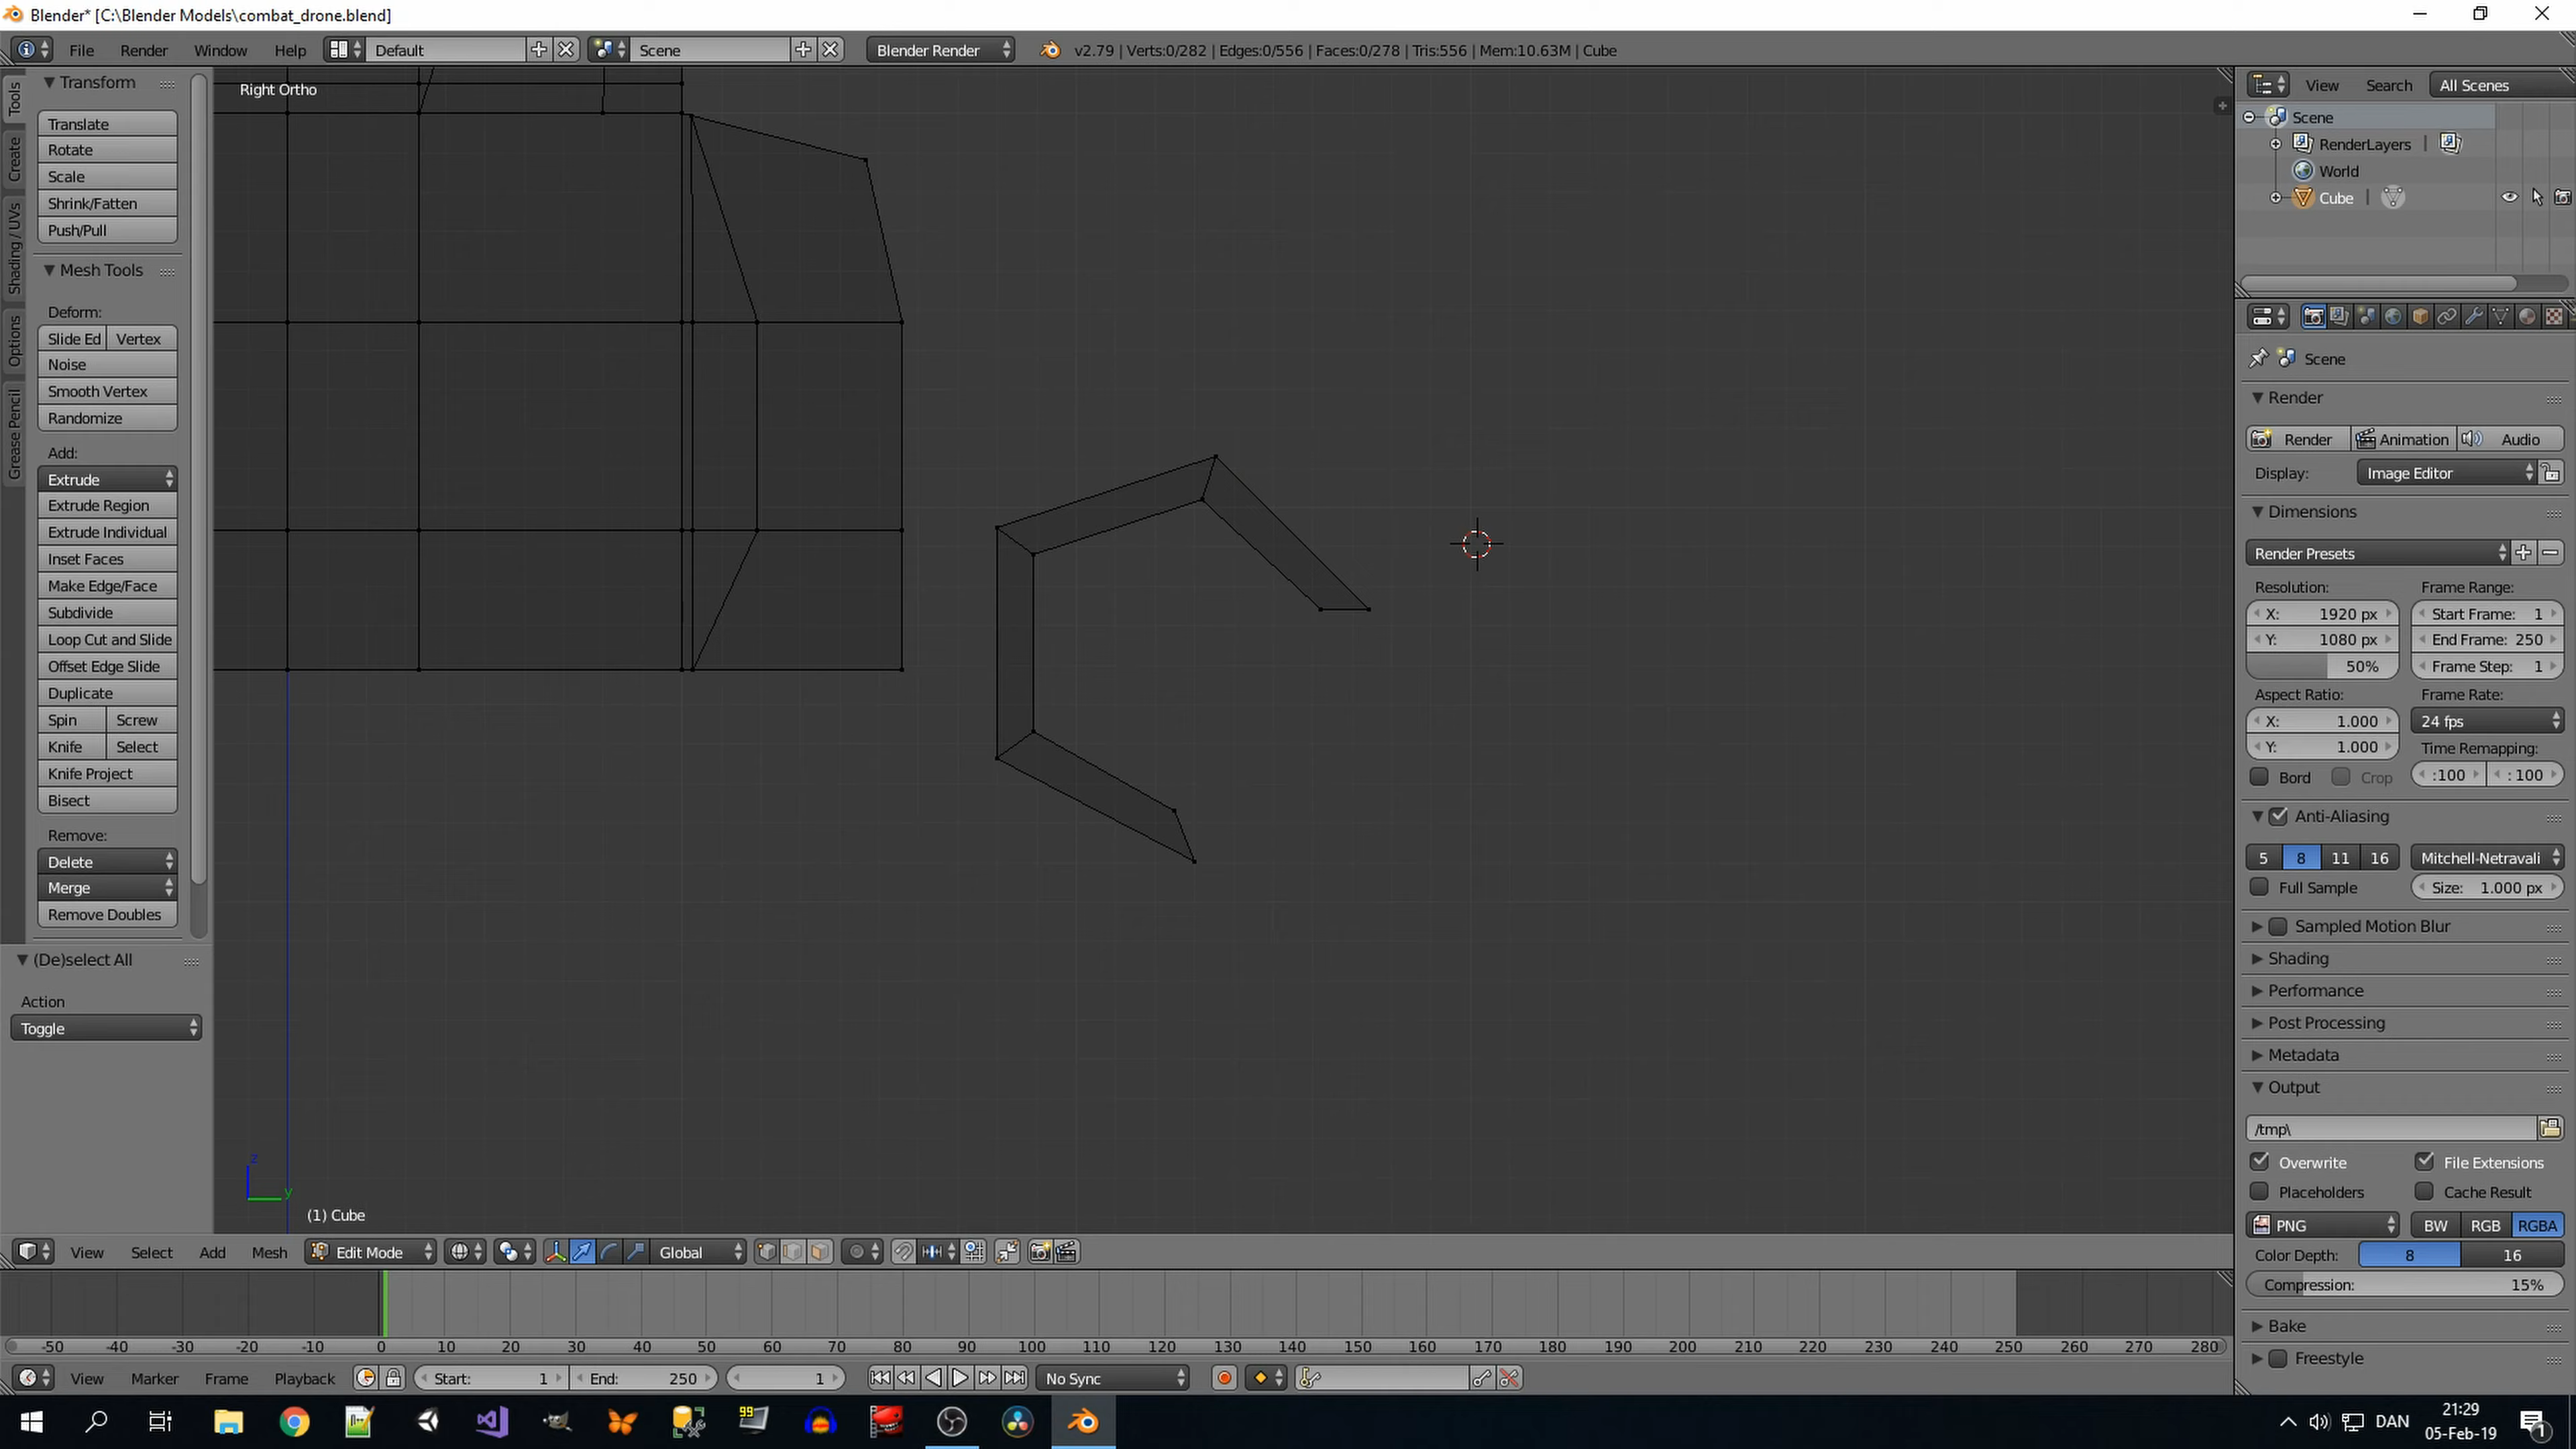 Blender* [C:\Blender Models\combat_drone.blend]
File Render Window Help Default Scene Blender Render v2.79 | Verts:0/282 | Edges:0/556 | Faces:0/278 | Tris:556 | Mem:10.63M | Cube
Tools
Create
Shading / UVs
Options
Grease Pencil
Transform
Translate
Rotate
Scale
Shrink/Fatten
Push/Pull
Mesh Tools
Deform:
Slide Ed Vertex
Noise
Smooth Vertex
Randomize
Add:
Extrude
Extrude Region
Extrude Individual
Inset Faces
Make Edge/Face
Subdivide
Loop Cut and Slide
Offset Edge Slide
Duplicate
Spin Screw
Knife Select
Knife Project
Bisect
Remove:
Delete
Merge
Remove Doubles
(De)select All
Action
Toggle
Right Ortho
z
y
(1) Cube
View Search All Scenes
Scene
RenderLayers |
World
Cube |
Scene
Render
Render Animation Audio
Display: Image Editor
Dimensions
Render Presets
Resolution: Frame Range:
X: 1920 px Start Frame: 1
Y: 1080 px End Frame: 250
50% Frame Step: 1
Aspect Ratio: Frame Rate:
X: 1.000 24 fps
Y: 1.000 Time Remapping:
Bord Crop :100 : 100
Anti-Aliasing
5 8 11 16 Mitchell-Netravali
Full Sample Size: 1.000 px
Sampled Motion Blur
Shading
Performance
Post Processing
Metadata
Output
/tmp\
Overwrite File Extensions
Placeholders Cache Result
PNG BW RGB RGBA
Color Depth: 8 16
Compression: 15%
Bake
Freestyle
View Select Add Mesh Edit Mode Global
-50 -40 -30 -20 -10 0 10 20 30 40 50 60 70 80 90 100 110 120 130 140 150 160 170 180 190 200 210 220 230 240 250 260 270 280
View Marker Frame Playback Start: 1 End: 250 1 No Sync
99
DAN
21:29
05-Feb-19
1